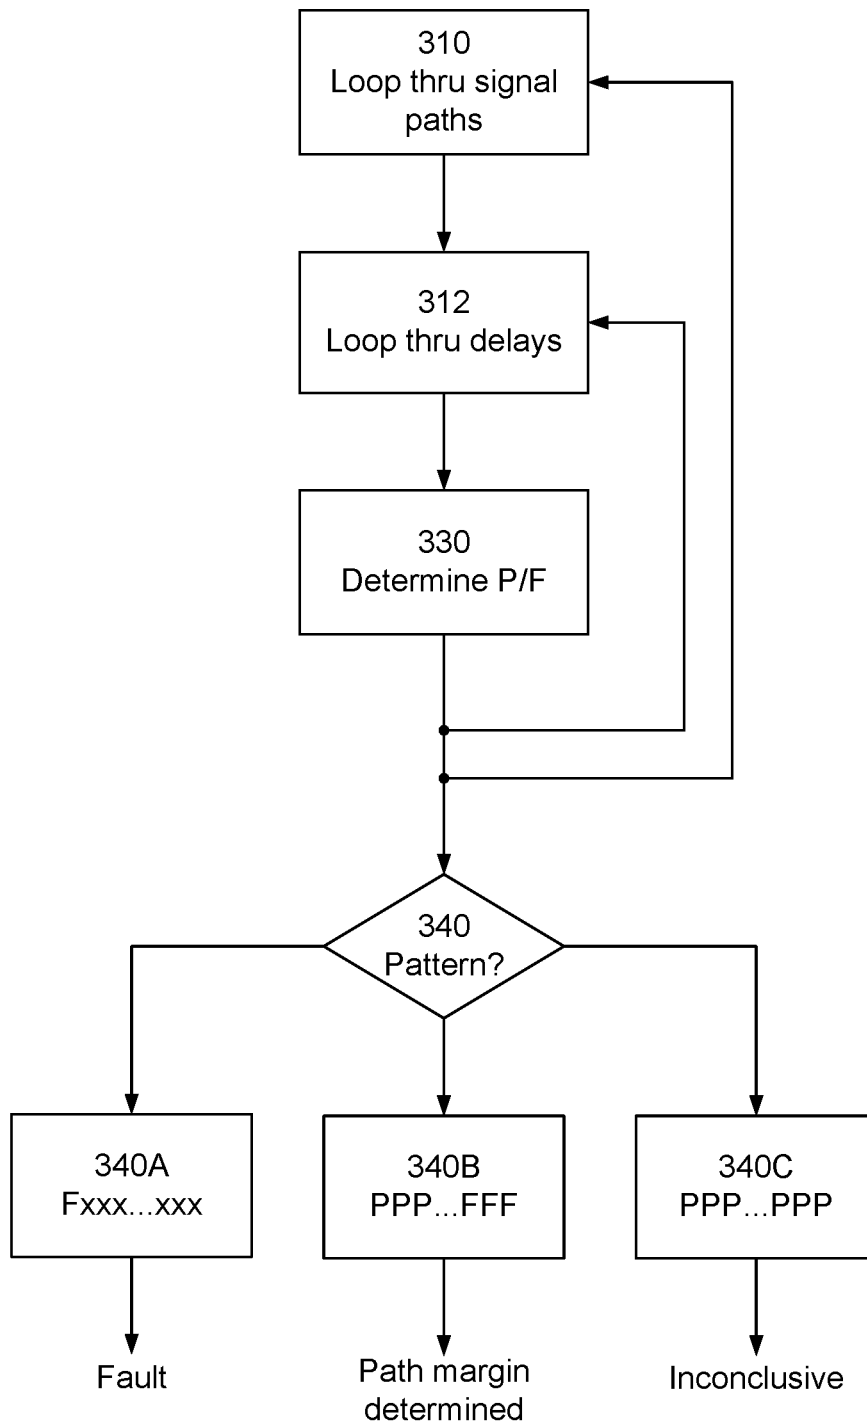 310
Loop thru signal
paths
312
Loop thru delays
330
Determine P/F
340
Pattern?
340A
Fxxx...xxx
340B
PPP...FFF
340C
PPP...PPP
Fault
Path margin
determined
Inconclusive